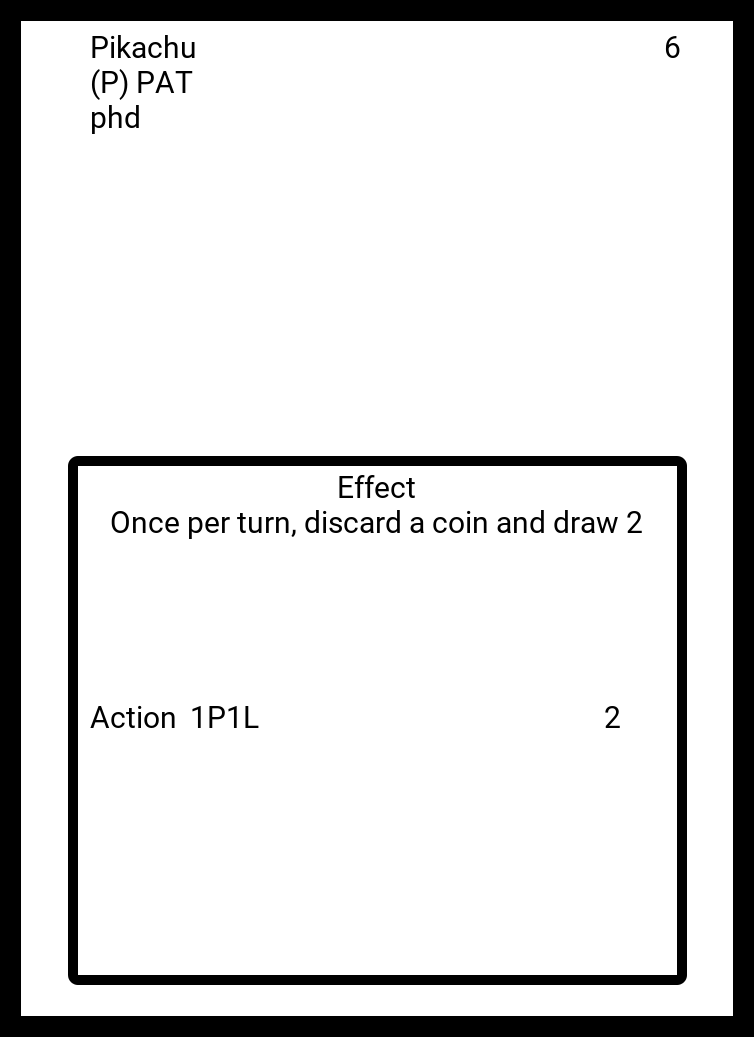 Pikachu 6
(P) PAT
phd
Effect
Once per turn, discard a coin and draw 2
Action 1P1L 2